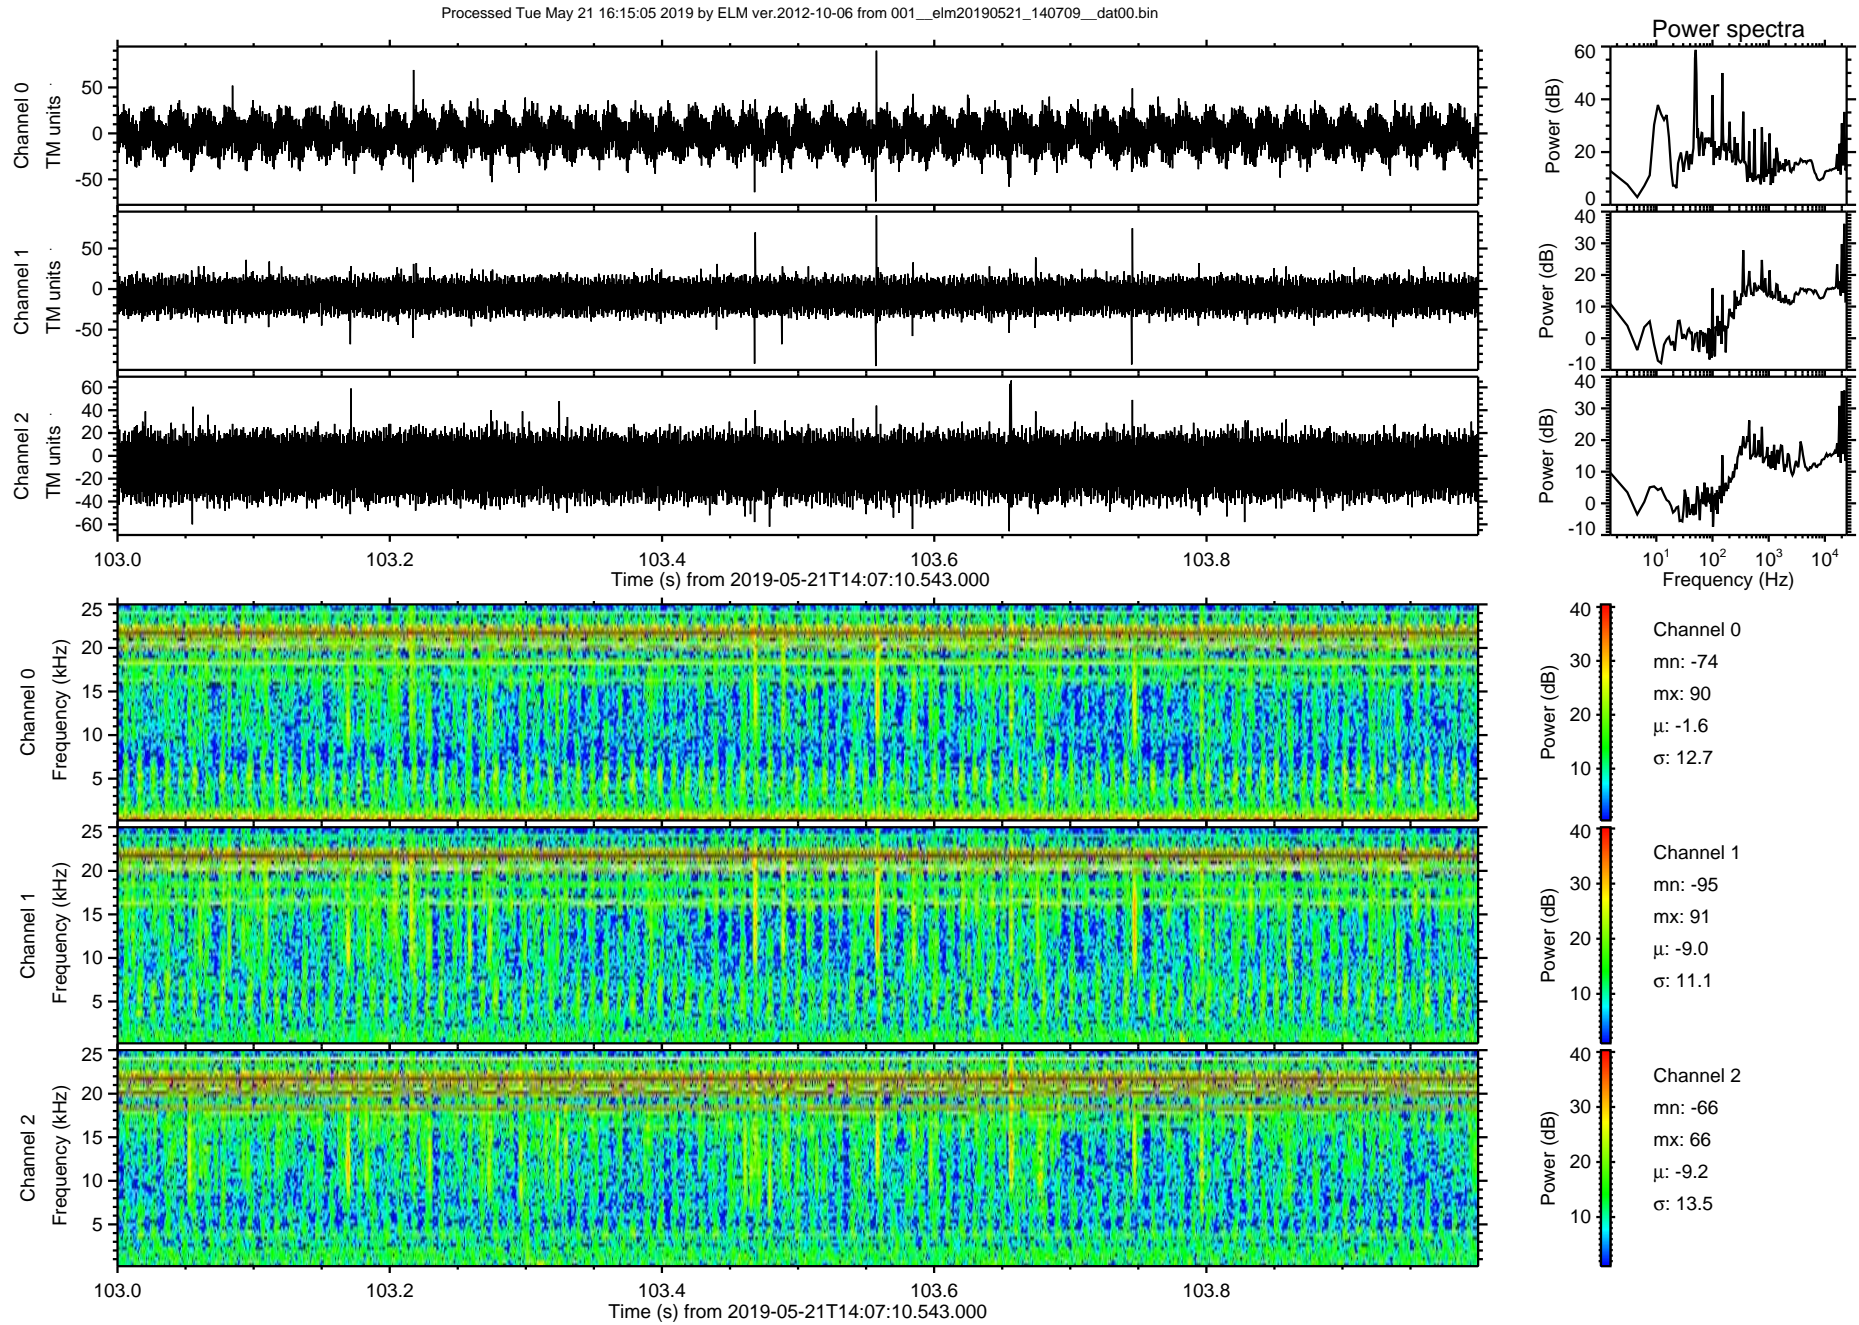 Processed Tue May 21 16:15:05 2019 by ELM ver.2012-10-06 from 001__elm20190521_140709__dat00.bin
Power spectra
Channel 0
TM units
50
0
-50
Power (dB)
60
40
20
0
Channel 1
TM units
50
0
-50
Power (dB)
40
30
20
10
0
-10
Channel 2
TM units
60
40
20
0
-20
-40
-60
Power (dB)
40
30
20
10
0
-10
103.0 103.2 103.4 103.6 103.8
Time (s) from 2019-05-21T14:07:10.543.000
10^1 10^2 10^3 10^4
Frequency (Hz)
Channel 0
Frequency (kHz)
25
20
15
10
5
Power (dB)
40
30
20
10
Channel 0
mn: -74
mx: 90
μ: -1.6
σ: 12.7
Channel 1
Frequency (kHz)
25
20
15
10
5
Power (dB)
40
30
20
10
Channel 1
mn: -95
mx: 91
μ: -9.0
σ: 11.1
Channel 2
Frequency (kHz)
25
20
15
10
5
Power (dB)
40
30
20
10
Channel 2
mn: -66
mx: 66
μ: -9.2
σ: 13.5
103.0 103.2 103.4 103.6 103.8
Time (s) from 2019-05-21T14:07:10.543.000